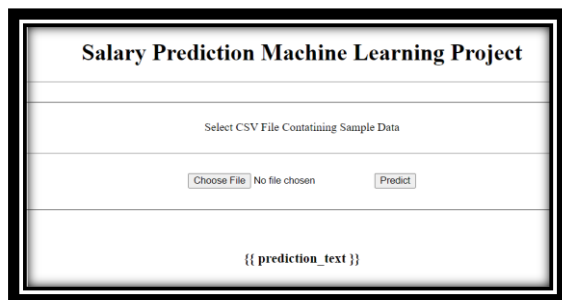 Salary Prediction Machine Learning Project
Select CSV File Contatining Sample Data
Choose File No file chosen Predict
{{ prediction_text }}